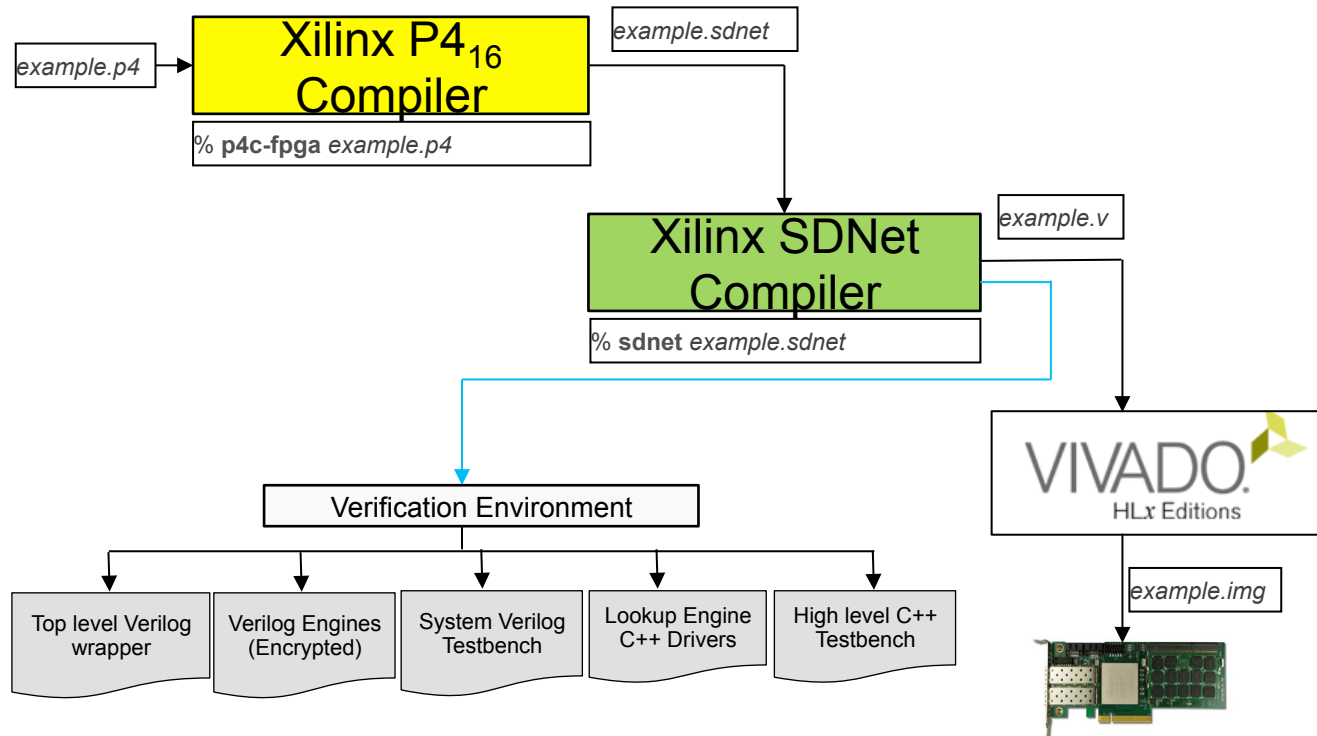 example.p4
Xilinx P4₁₆
Compiler
% p4c-fpga example.p4
example.sdnet
Xilinx SDNet
Compiler
% sdnet example.sdnet
example.v
VIVADO.
HLx Editions
example.img
Verification Environment
Top level Verilog
wrapper
Verilog Engines
(Encrypted)
System Verilog
Testbench
Lookup Engine
C++ Drivers
High level C++
Testbench